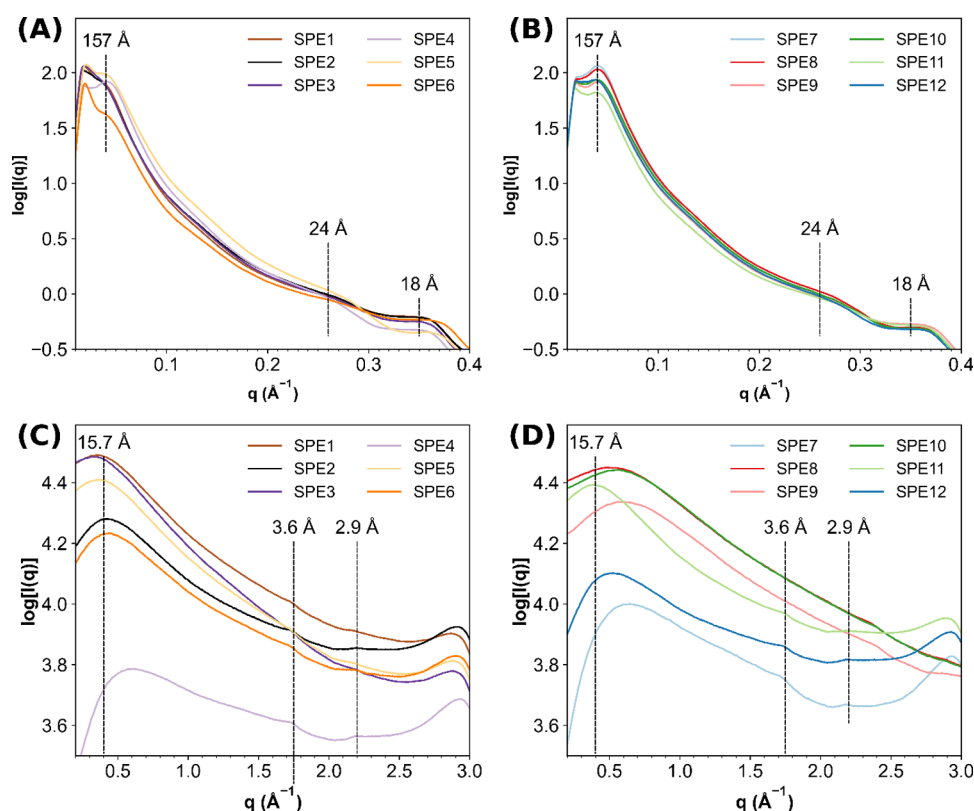 (A)
157 Å
SPE1 SPE4
SPE2 SPE5
SPE3 SPE6
24 Å
18 Å
log[I(q)]
2.0
1.5
1.0
0.5
0.0
−0.5
0.1 0.2 0.3 0.4
q (Å⁻¹)
(B)
157 Å
SPE7 SPE10
SPE8 SPE11
SPE9 SPE12
24 Å
18 Å
log[I(q)]
2.0
1.5
1.0
0.5
0.0
−0.5
0.1 0.2 0.3 0.4
q (Å⁻¹)
(C)
15.7 Å
SPE1 SPE4
SPE2 SPE5
SPE3 SPE6
3.6 Å 2.9 Å
log[I(q)]
4.4
4.2
4.0
3.8
3.6
0.5 1.0 1.5 2.0 2.5 3.0
q (Å⁻¹)
(D)
15.7 Å
SPE7 SPE10
SPE8 SPE11
SPE9 SPE12
3.6 Å 2.9 Å
log[I(q)]
4.4
4.2
4.0
3.8
3.6
0.5 1.0 1.5 2.0 2.5 3.0
q (Å⁻¹)